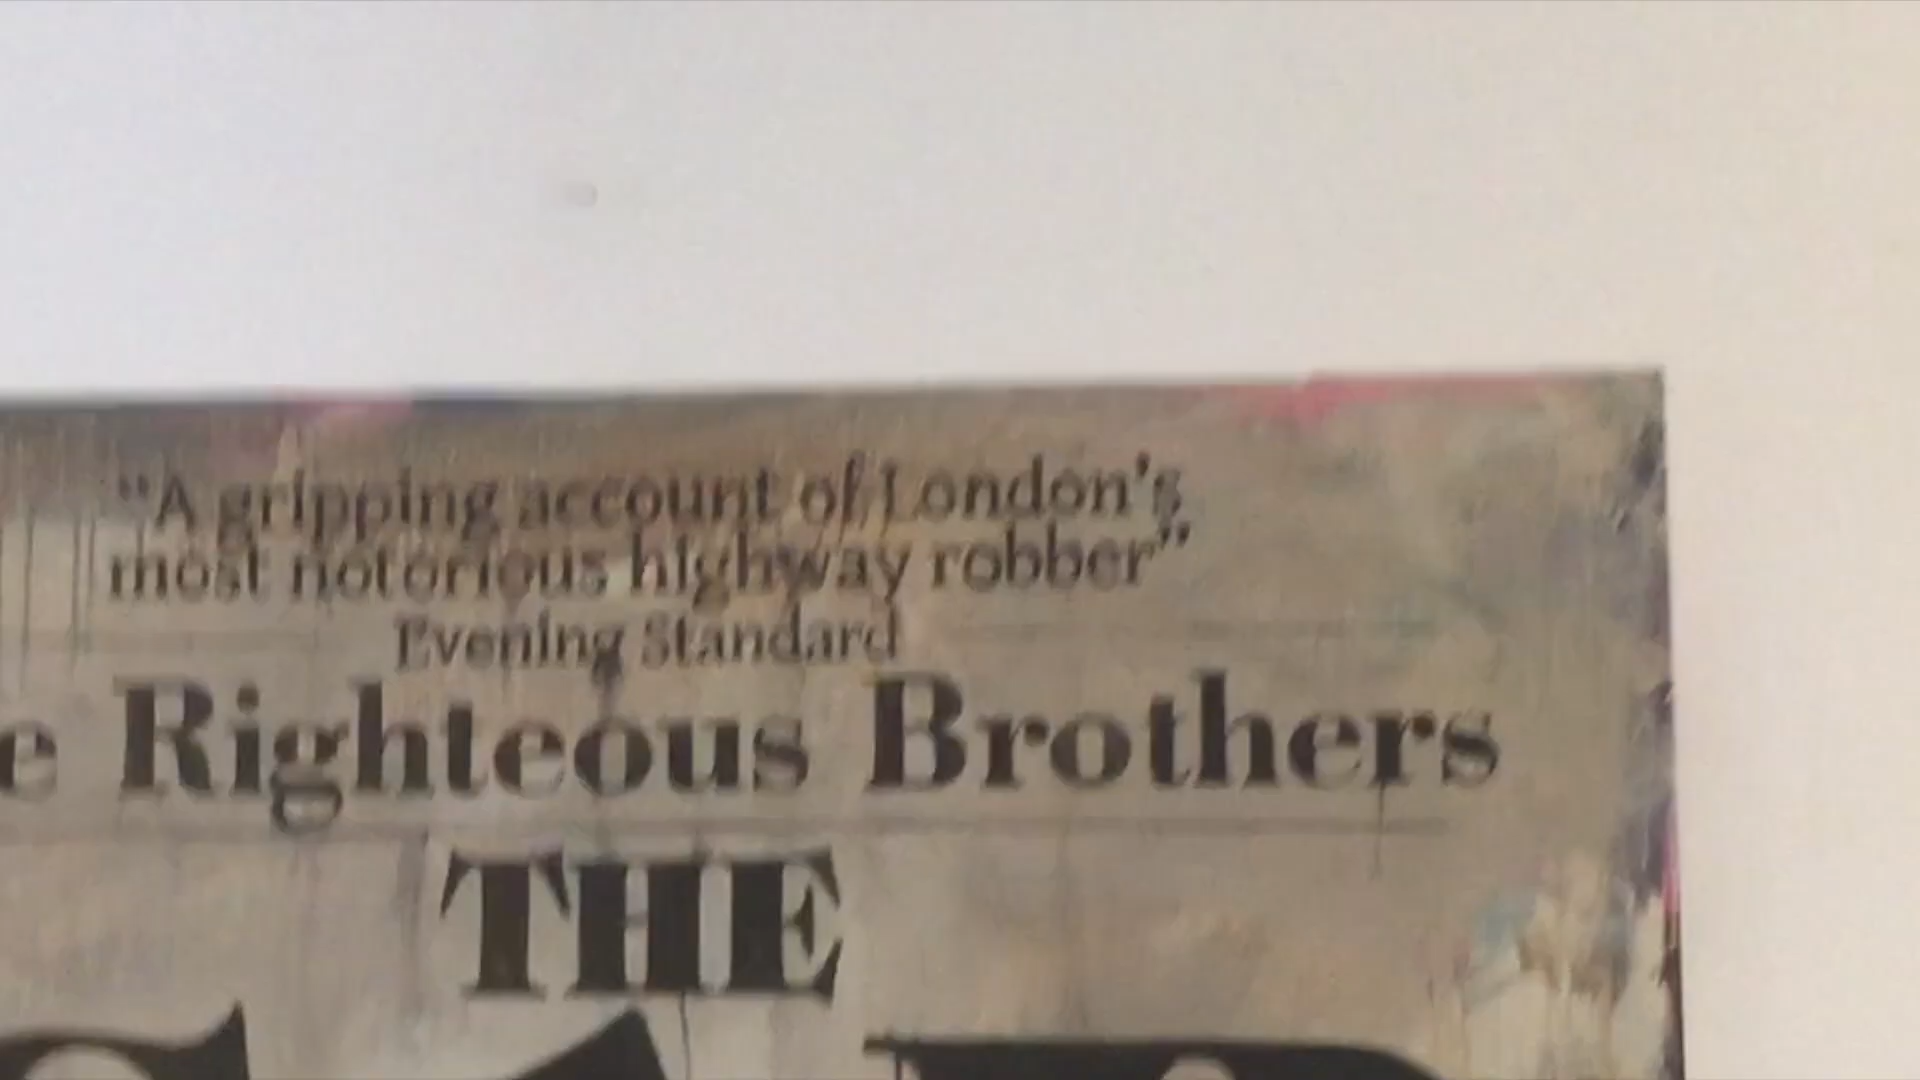 "A gripping account of London's
most notorious highway robber"
Evening Standard
Righteous Brothers
THE